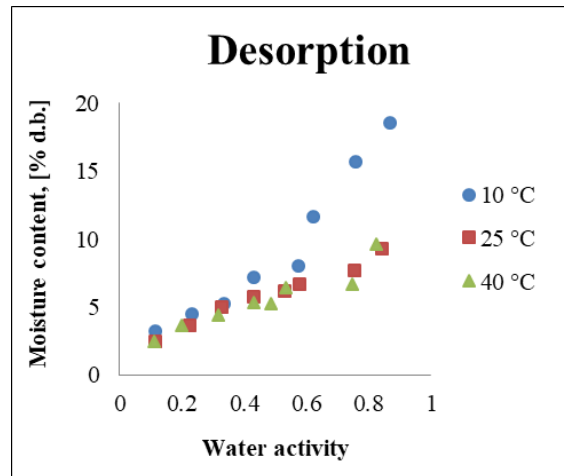 Desorption
Moisture content, [% d.b.]
20
15
10
5
0
0
0.2
0.4
0.6
0.8
1
Water activity
10 °C
25 °C
40 °C